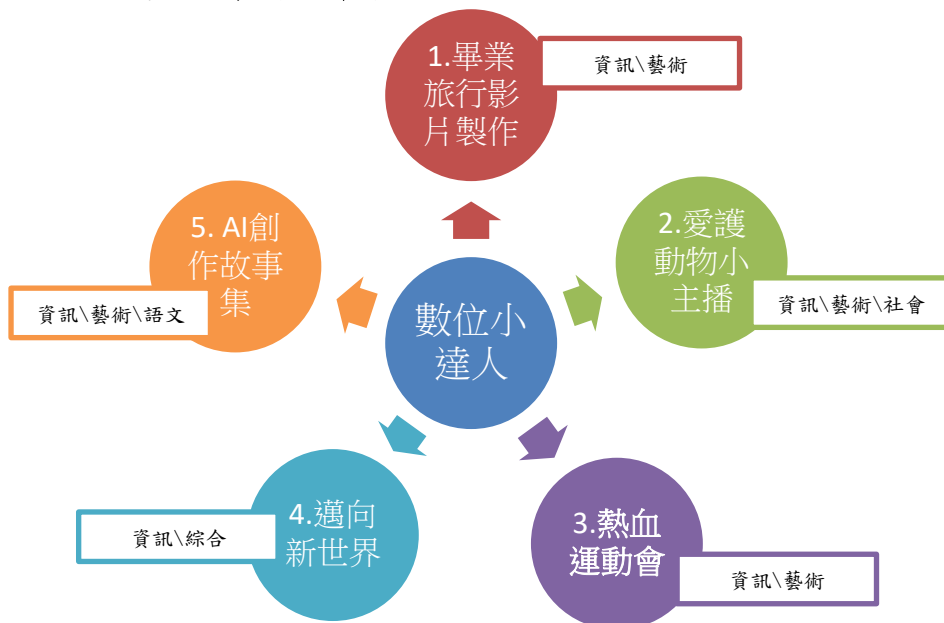 1.畢業
旅行影
片製作
資訊\藝術
2.愛護
動物小
主播
資訊\藝術\社會
3.熱血
運動會
資訊\藝術
4.邁向
新世界
資訊\綜合
5. AI創
作故事
集
資訊\藝術\語文
數位小
達人